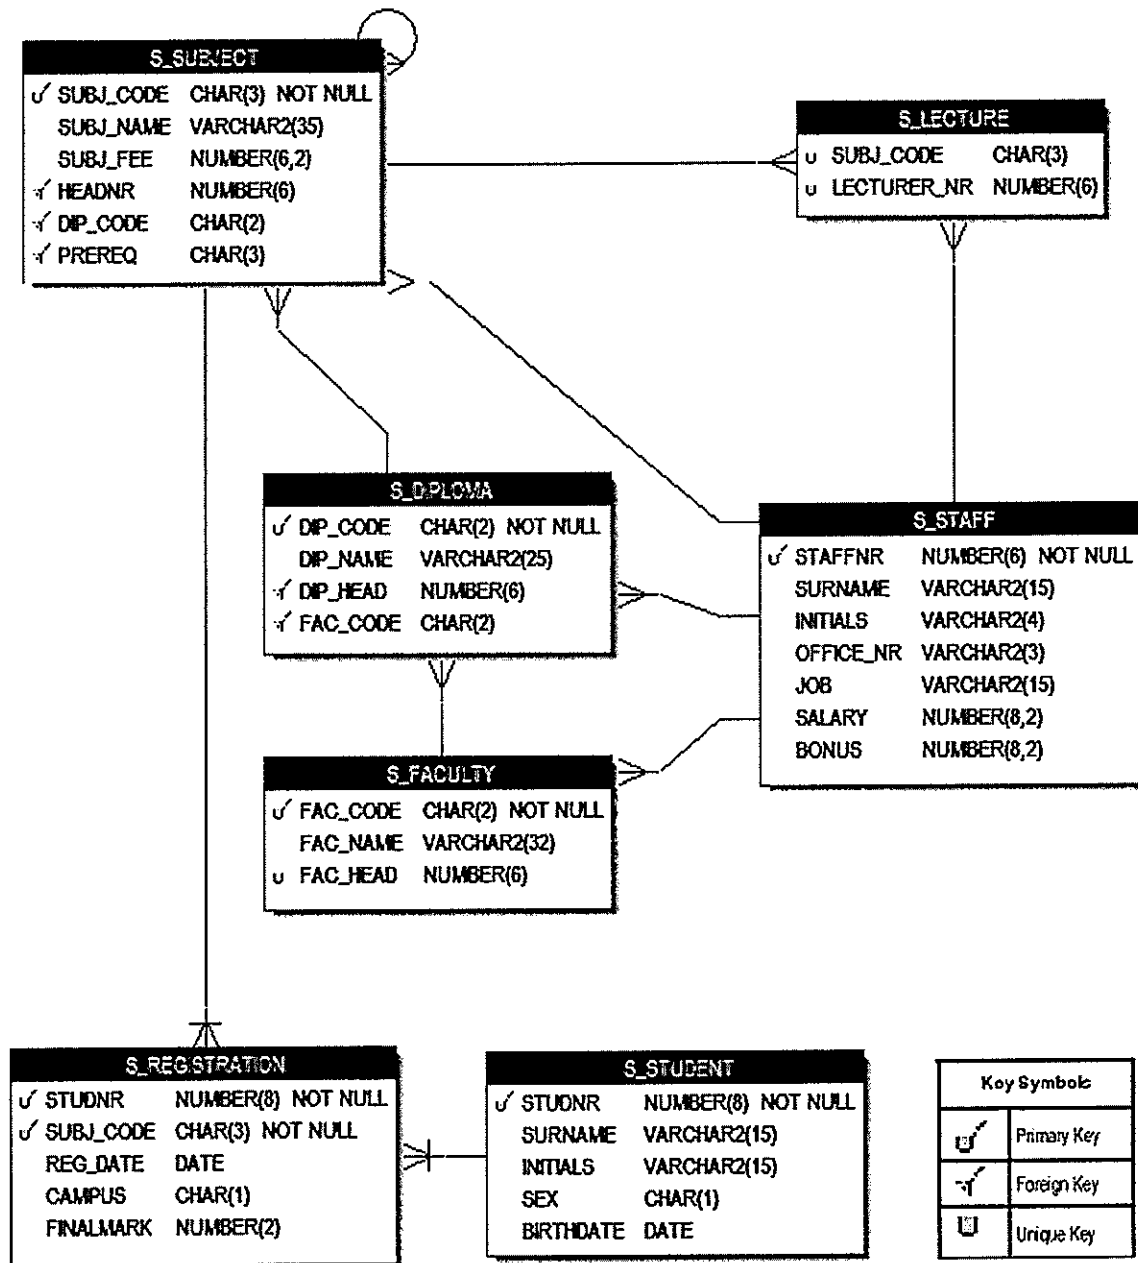 S_SUBJECT
SUBJ_CODE CHAR(3) NOT NULL
SUBJ_NAME VARCHAR2(35)
SUBJ_FEE NUMBER(6,2)
HEADNR NUMBER(6)
DIP_CODE CHAR(2)
PREREQ CHAR(3)
S_LECTURE
SUBJ_CODE CHAR(3)
LECTURER_NR NUMBER(6)
S_DIPLOMA
DIP_CODE CHAR(2) NOT NULL
DIP_NAME VARCHAR2(25)
DIP_HEAD NUMBER(6)
FAC_CODE CHAR(2)
S_STAFF
STAFFNR NUMBER(6) NOT NULL
SURNAME VARCHAR2(15)
INITIALS VARCHAR2(4)
OFFICE_NR VARCHAR2(3)
JOB VARCHAR2(15)
SALARY NUMBER(8,2)
BONUS NUMBER(8,2)
S_FACULTY
FAC_CODE CHAR(2) NOT NULL
FAC_NAME VARCHAR2(32)
U FAC_HEAD NUMBER(6)
S_REGISTRATION
STUDNR NUMBER(8) NOT NULL
SUBJ_CODE CHAR(3) NOT NULL
REG_DATE DATE
CAMPUS CHAR(1)
FINALMARK NUMBER(2)
S_STUDENT
STUDNR NUMBER(8) NOT NULL
SURNAME VARCHAR2(15)
INITIALS VARCHAR2(15)
SEX CHAR(1)
BIRTHDATE DATE
Key Symbols
Primary Key
Foreign Key
Unique Key